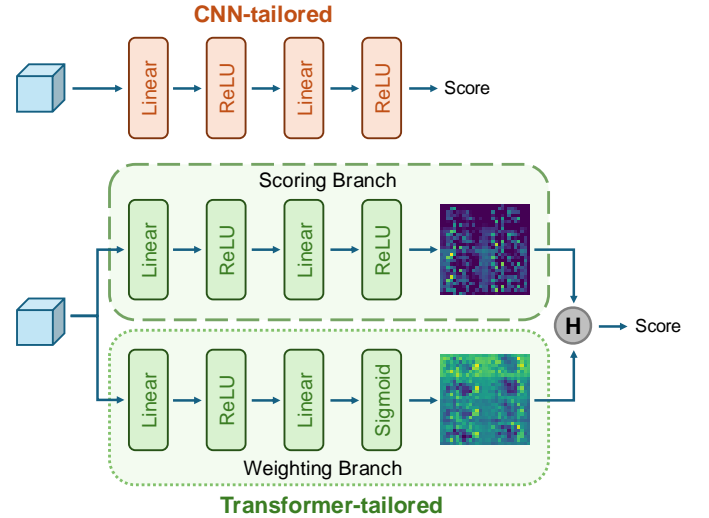 CNN-tailored
Linear
ReLU
Linear
ReLU
Score
Scoring Branch
Linear
ReLU
Linear
ReLU
H
Score
Linear
ReLU
Linear
Sigmoid
Weighting Branch
Transformer-tailored